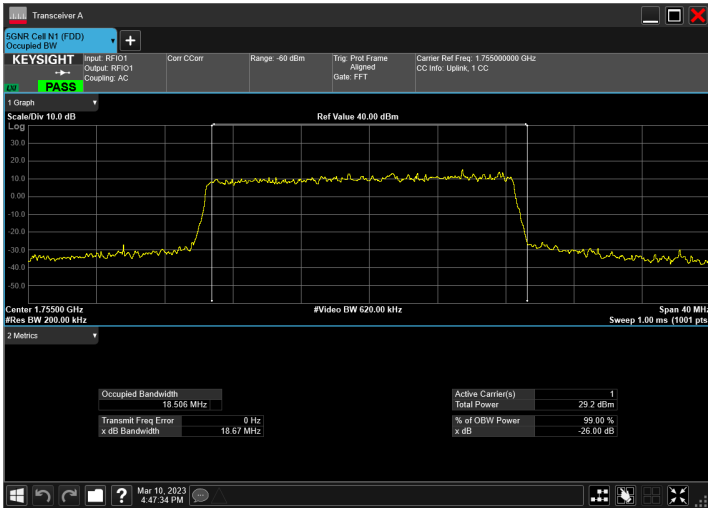 Transceiver A
5GNR Cell N1 (FDD)
Occupied BW
KEYSIGHT
PASS
Input: RFIO1
Output: RFIO1
Coupling: AC
Corr CCorr
Range: -60 dBm
Trig: Prot Frame
Aligned
Gate: FFT
Carrier Ref Freq: 1.755000000 GHz
CC Info: Uplink, 1 CC
1 Graph
Scale/Div 10.0 dB
Ref Value 40.00 dBm
Log
30.0
20.0
10.0
0.00
-10.0
-20.0
-30.0
-40.0
-50.0
Center 1.75500 GHz
#Video BW 620.00 kHz
Span 40 MHz
#Res BW 200.00 kHz
Sweep 1.00 ms (1001 pts
2 Metrics
Occupied Bandwidth
18.506 MHz
Transmit Freq Error 0 Hz
x dB Bandwidth 18.67 MHz
Active Carrier(s) 1
Total Power 29.2 dBm
% of OBW Power 99.00 %
x dB -26.00 dB
?
Mar 10, 2023
4:47:34 PM